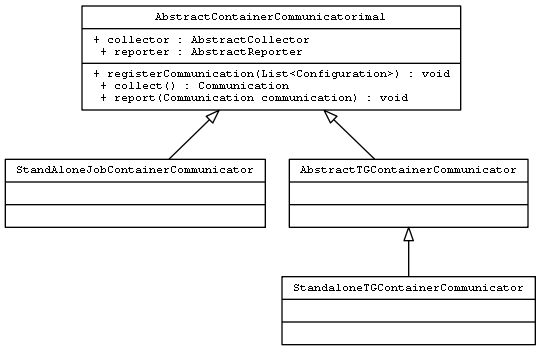 AbstractContainerCommunicatorimal
+ collector : AbstractCollector
+ reporter : AbstractReporter
+ registerCommunication(List<Configuration>) : void
+ collect() : Communication
+ report(Communication communication) : void
StandAloneJobContainerCommunicator
AbstractTGContainerCommunicator
StandaloneTGContainerCommunicator